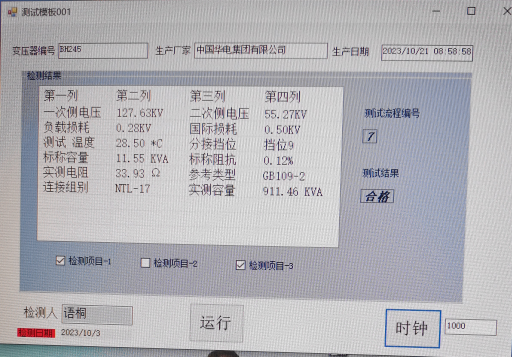 测试模板001
变压器编号 BH245 生产厂家 中国华电集团有限公司 生产日期 2023/10/21 08:58:58
检测结果
第一列 第二列 第三列 第四列
一次侧电压 127.63KV 二次侧电压 55.27KV
负载损耗 0.28KV 国际损耗 0.50KV
测试 温度 28.50 *C 分接挡位 挡位9
标称容量 11.55 KVA 标称阻抗 0.12%
实测电阻 33.93 Ω 参考类型 GB109-2
连接组别 NTL-17 实测容量 911.46 KVA
测试流程编号
7
测试结果
合格
检测项目-1 检测项目-2 检测项目-3
检测人 语桐 运行 时钟 1000
检测日期 2023/10/3